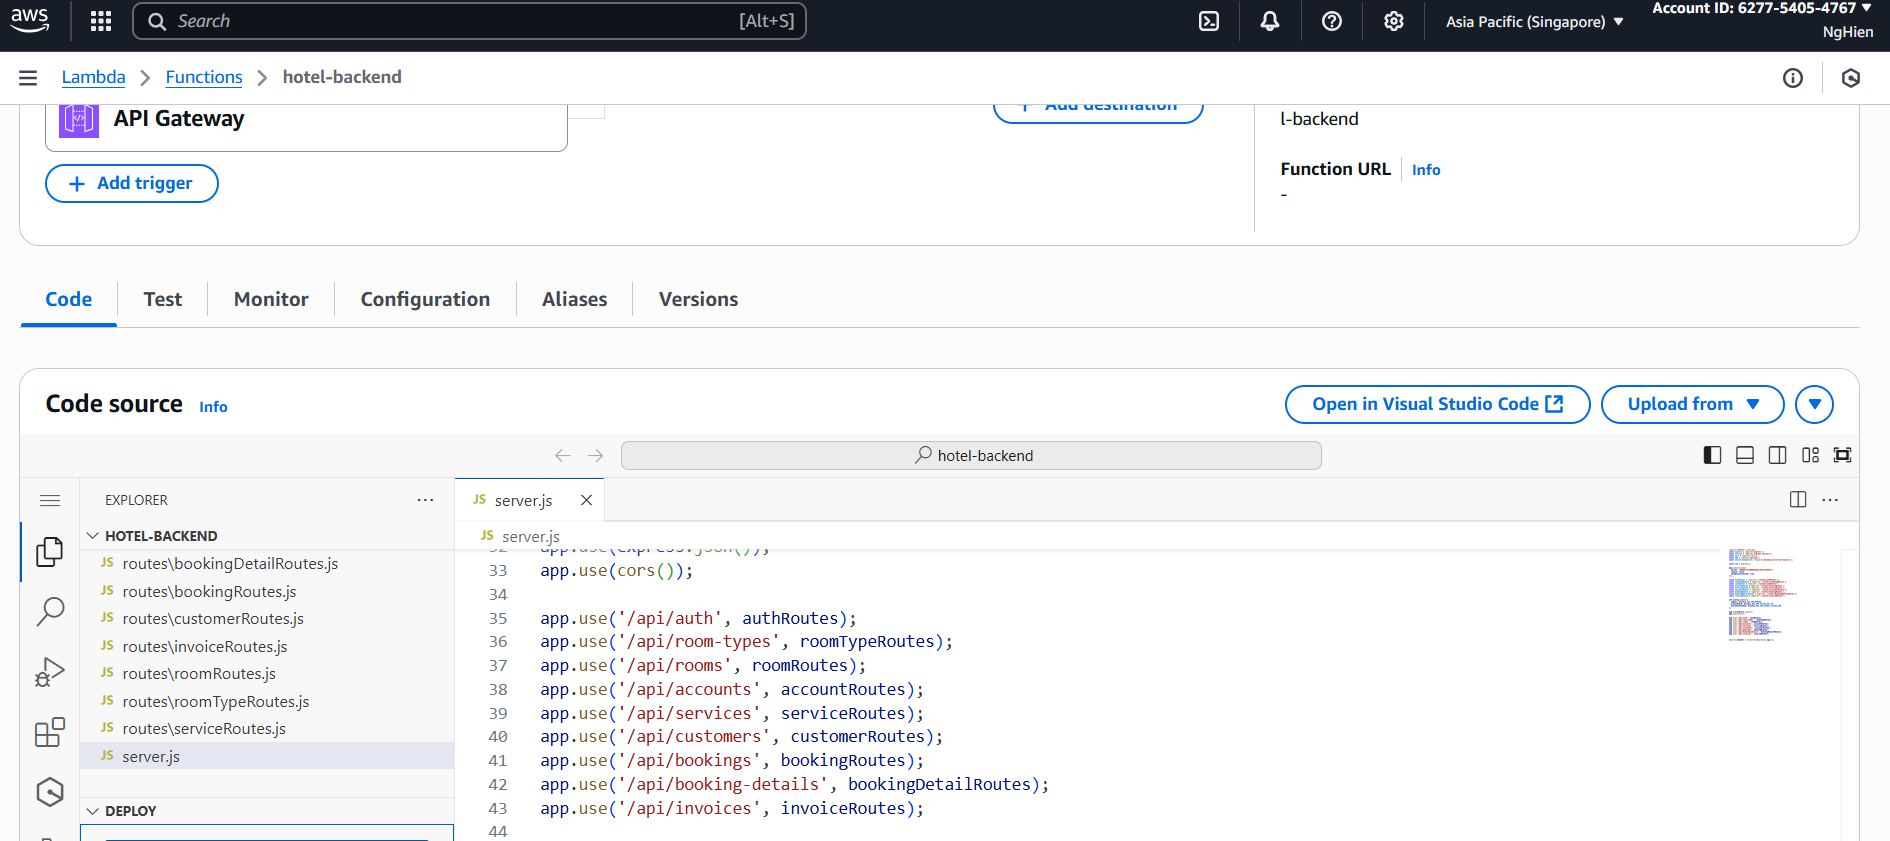 aws
Search [Alt+S]
Asia Pacific (Singapore)
Account ID: 6277-5405-4767
NgHien
Lambda
Functions
hotel-backend
API Gateway
Add destination
l-backend
+ Add trigger
Function URL
Info
-
Code
Test
Monitor
Configuration
Aliases
Versions
Code source
Info
Open in Visual Studio Code
Upload from
hotel-backend
EXPLORER
HOTEL-BACKEND
JS routes\bookingDetailRoutes.js
JS routes\bookingRoutes.js
JS routes\customerRoutes.js
JS routes\invoiceRoutes.js
JS routes\roomRoutes.js
JS routes\roomTypeRoutes.js
JS routes\serviceRoutes.js
JS server.js
DEPLOY
JS server.js
JS server.js
32 app.use(express.json());
33 app.use(cors());
34
35 app.use('/api/auth', authRoutes);
36 app.use('/api/room-types', roomTypeRoutes);
37 app.use('/api/rooms', roomRoutes);
38 app.use('/api/accounts', accountRoutes);
39 app.use('/api/services', serviceRoutes);
40 app.use('/api/customers', customerRoutes);
41 app.use('/api/bookings', bookingRoutes);
42 app.use('/api/booking-details', bookingDetailRoutes);
43 app.use('/api/invoices', invoiceRoutes);
44